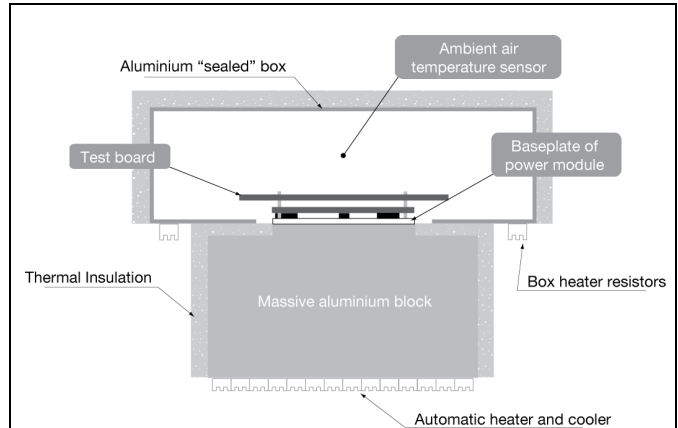 Ambient air
temperature sensor
Aluminium “sealed” box
Test board
Baseplate of
power module
Thermal Insulation
Box heater resistors
Massive aluminium block
Automatic heater and cooler